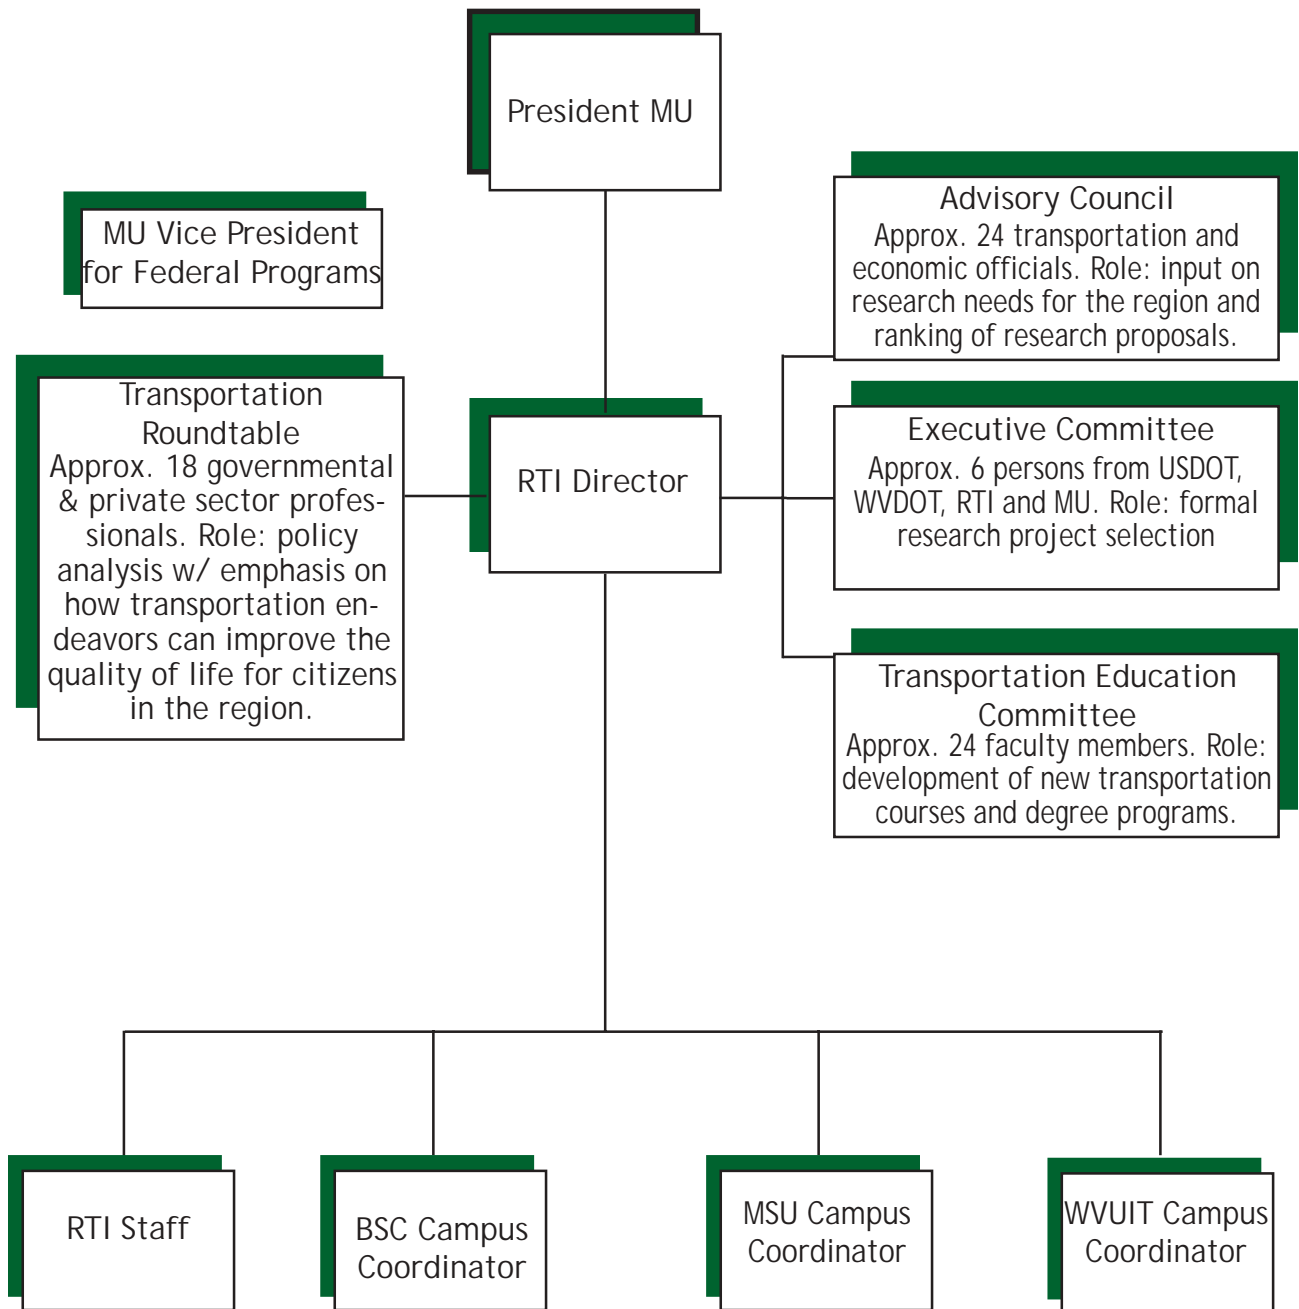 President MU
MU Vice President
for Federal Programs
Advisory Council
Approx. 24 transportation and
economic officials. Role: input on
research needs for the region and
ranking of research proposals.
Transportation
Roundtable
Approx. 18 governmental
& private sector profes-
sionals. Role: policy
analysis w/ emphasis on
how transportation en-
deavors can improve the
quality of life for citizens
in the region.
RTI Director
Executive Committee
Approx. 6 persons from USDOT,
WVDOT, RTI and MU. Role: formal
research project selection
Transportation Education
Committee
Approx. 24 faculty members. Role:
development of new transportation
courses and degree programs.
RTI Staff
BSC Campus
Coordinator
MSU Campus
Coordinator
WVUIT Campus
Coordinator